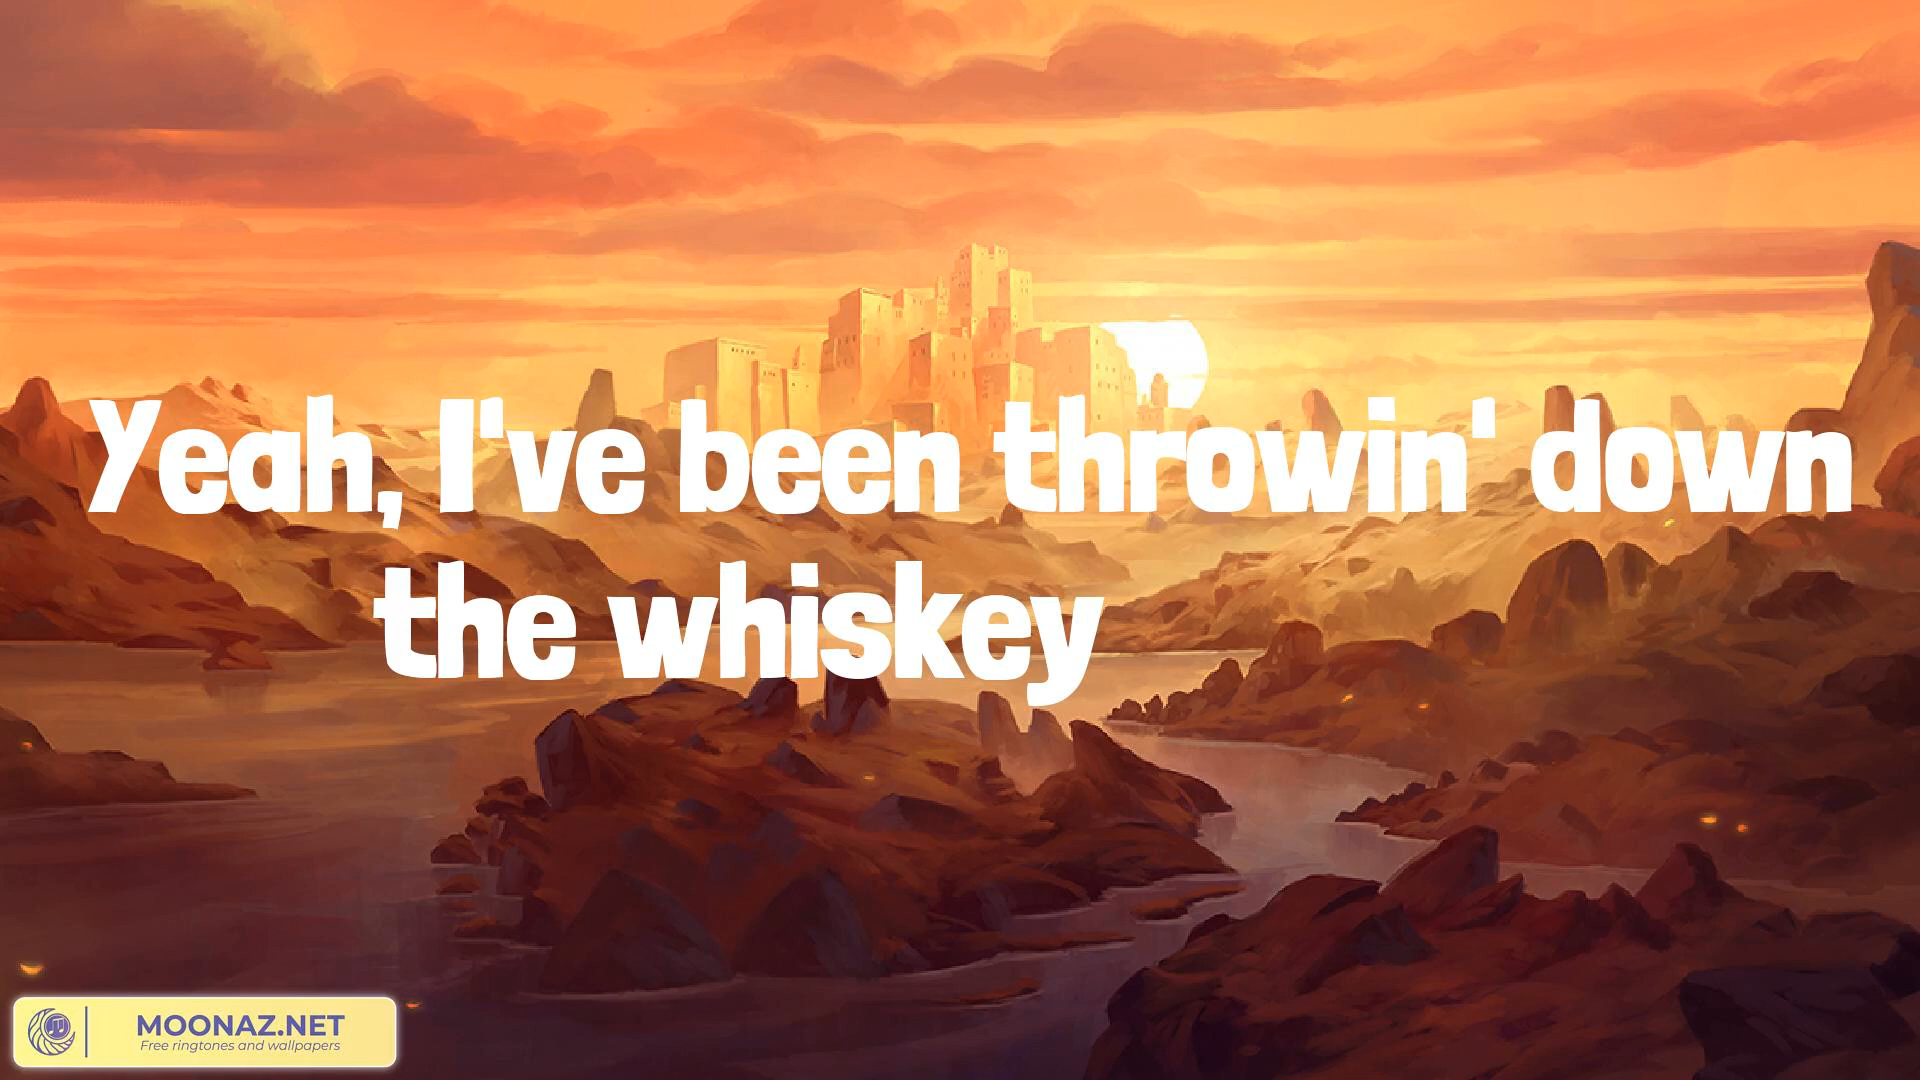 Yeah, I've been throwin' down
the whiskey
MOONAZ.NET
Free ringtones and wallpapers